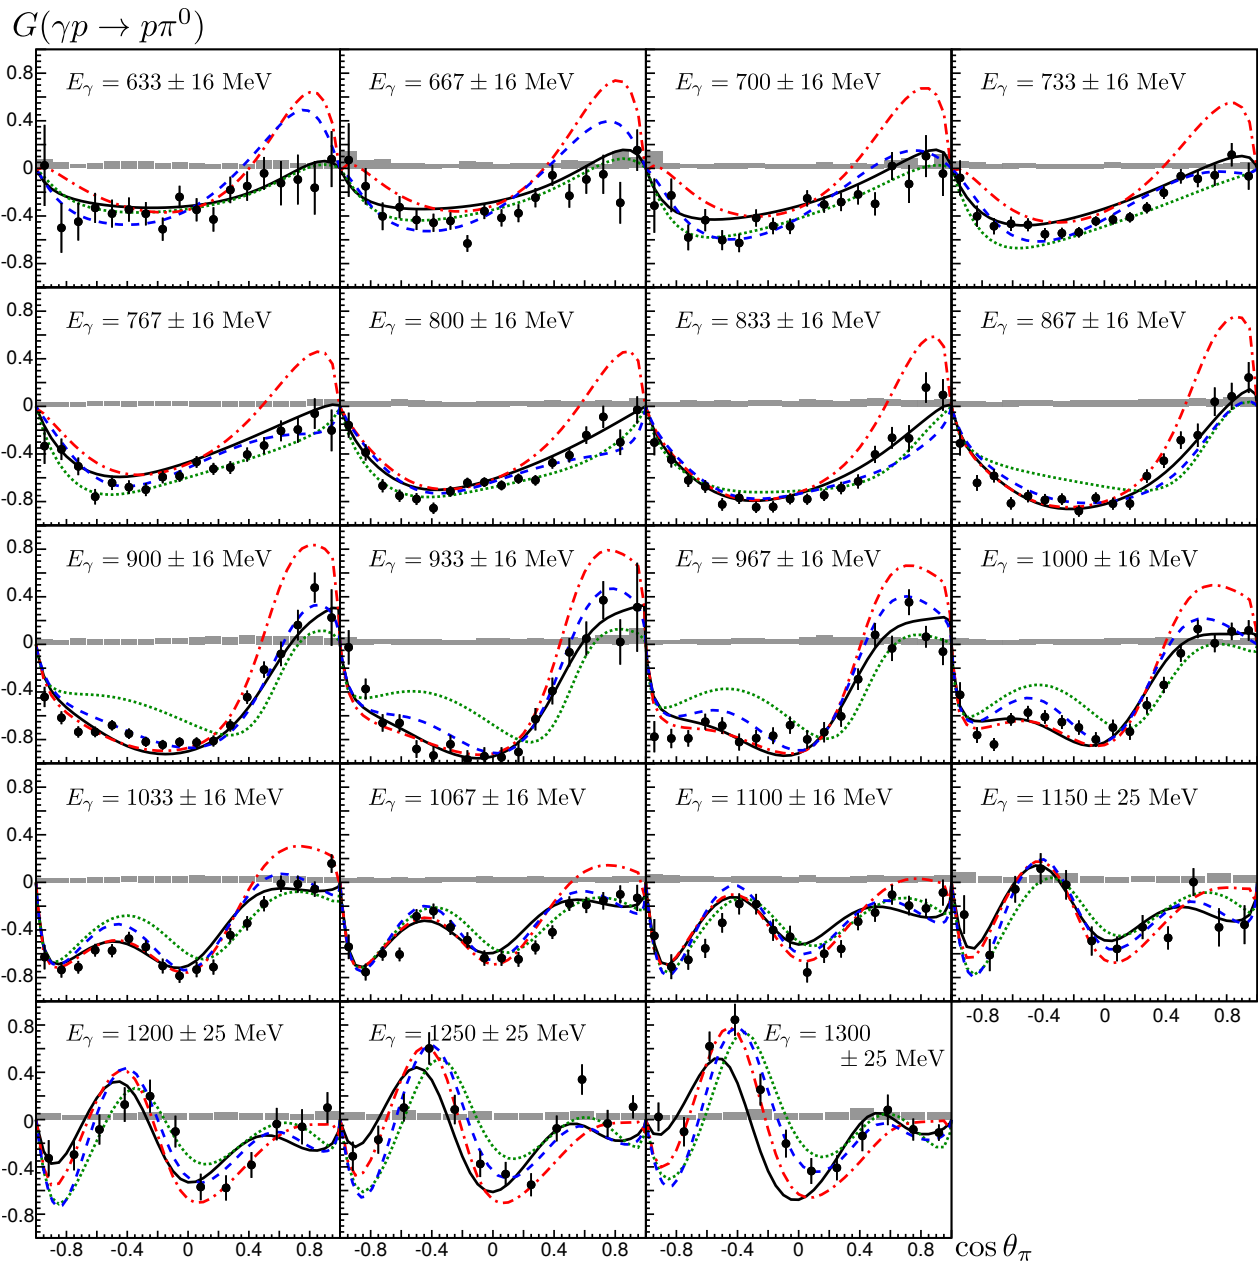 G(γp → pπ⁰)
E_γ = 633 ± 16 MeV
E_γ = 667 ± 16 MeV
E_γ = 700 ± 16 MeV
E_γ = 733 ± 16 MeV
0.8
0.4
0
-0.4
-0.8
E_γ = 767 ± 16 MeV
E_γ = 800 ± 16 MeV
E_γ = 833 ± 16 MeV
E_γ = 867 ± 16 MeV
0.8
0.4
0
-0.4
-0.8
E_γ = 900 ± 16 MeV
E_γ = 933 ± 16 MeV
E_γ = 967 ± 16 MeV
E_γ = 1000 ± 16 MeV
0.8
0.4
0
-0.4
-0.8
E_γ = 1033 ± 16 MeV
E_γ = 1067 ± 16 MeV
E_γ = 1100 ± 16 MeV
E_γ = 1150 ± 25 MeV
0.8
0.4
0
-0.4
-0.8
-0.8 -0.4 0 0.4 0.8
E_γ = 1200 ± 25 MeV
E_γ = 1250 ± 25 MeV
E_γ = 1300
± 25 MeV
0.8
0.4
0
-0.4
-0.8
-0.8 -0.4 0 0.4 0.8 -0.8 -0.4 0 0.4 0.8 -0.8 -0.4 0 0.4 0.8 cos θ_π